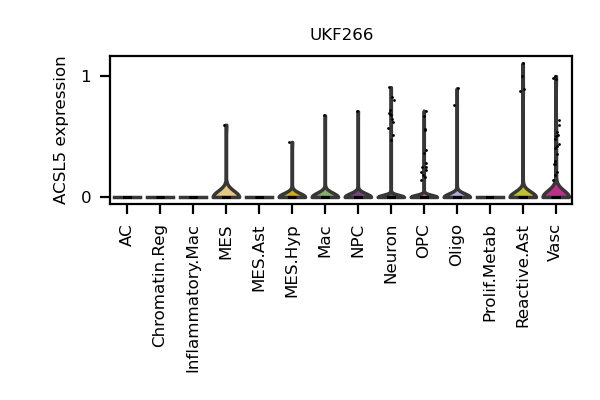 UKF266
ACSL5 expression
1
0
AC
Chromatin.Reg
Inflammatory.Mac
MES
MES.Ast
MES.Hyp
Mac
NPC
Neuron
OPC
Oligo
Prolif.Metab
Reactive.Ast
Vasc